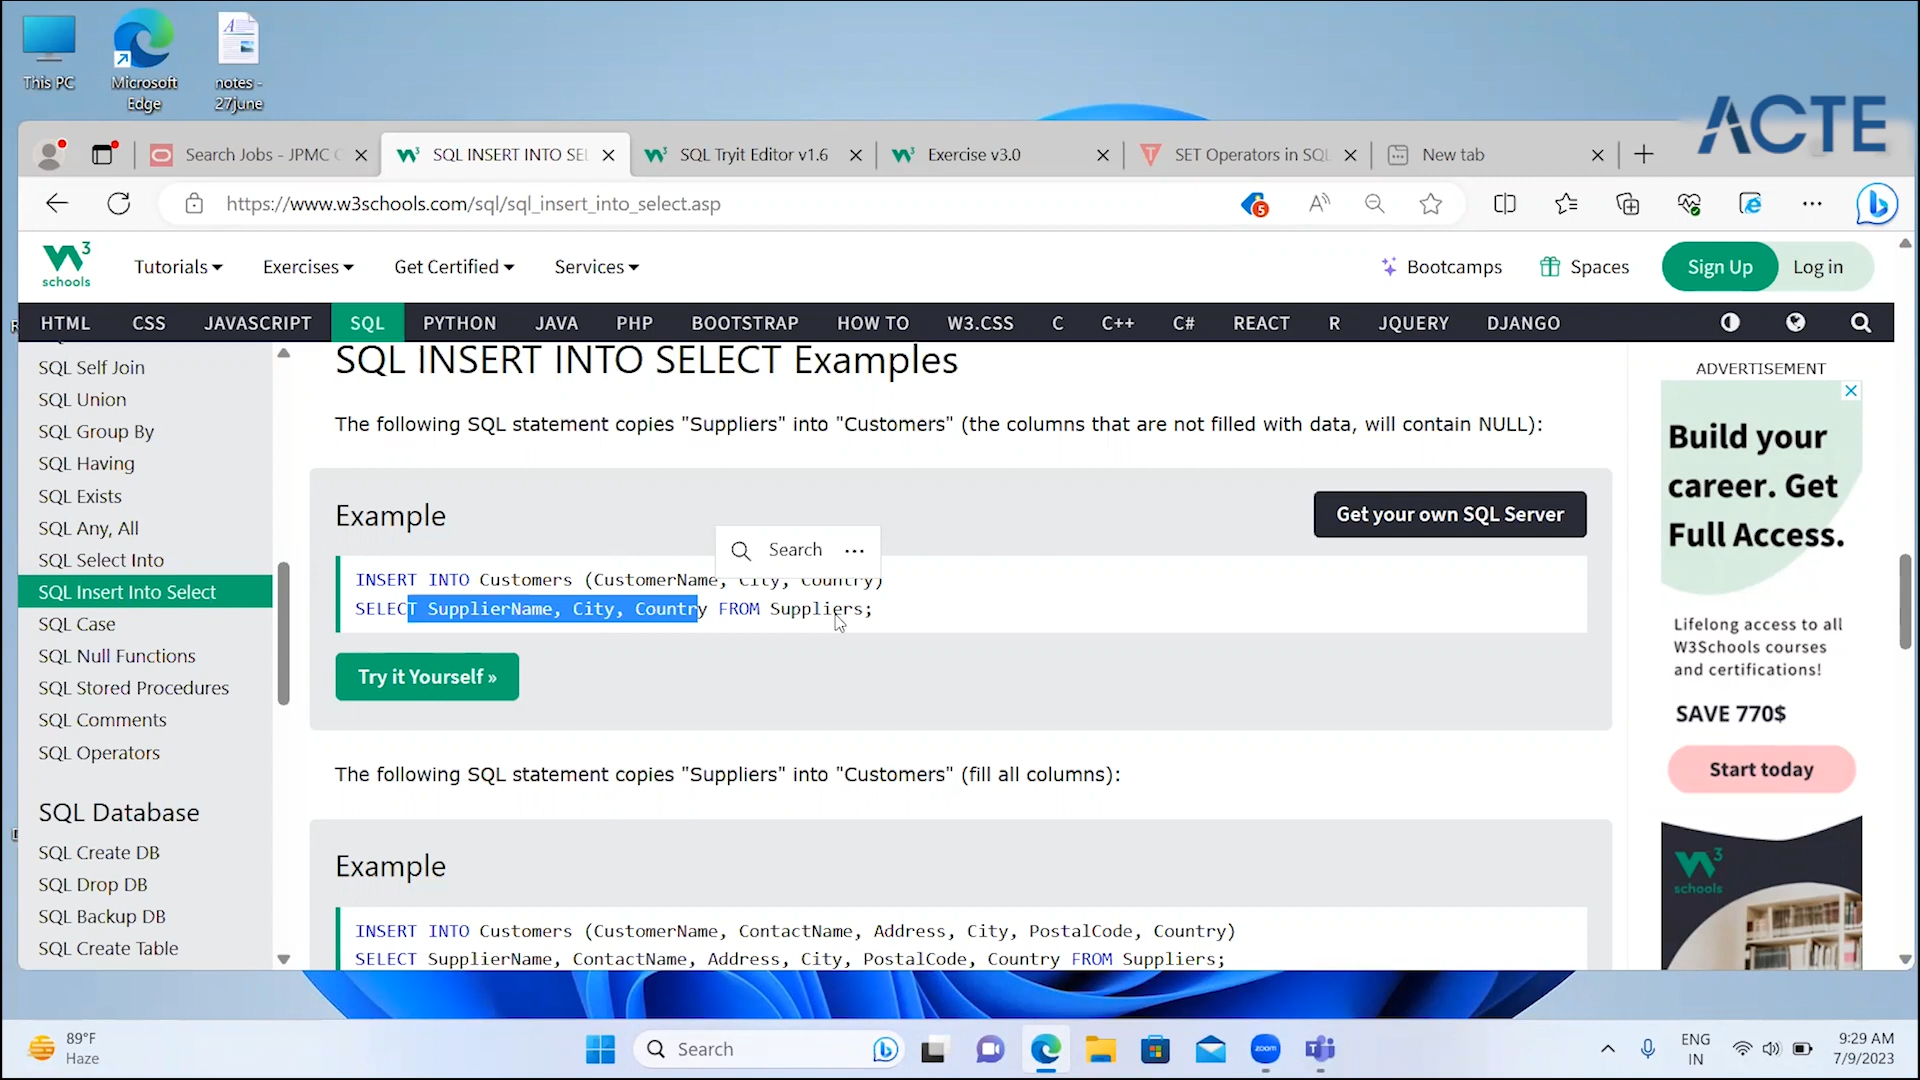 This PC
Microsoft
Edge
notes -
27june
ACTE
Search Jobs - JPMC
SQL INSERT INTO SEL
SQL Tryit Editor v1.6
Exercise v3.0
SET Operators in SQL
New tab
https://www.w3schools.com/sql/sql_insert_into_select.asp
5
3
schools
Tutorials
Exercises
Get Certified
Services
Bootcamps
Spaces
Sign Up
Log in
HTML
CSS
JAVASCRIPT
SQL
PYTHON
JAVA
PHP
BOOTSTRAP
HOW TO
W3.CSS
C
C++
C#
REACT
R
JQUERY
DJANGO
SQL Self Join
SQL Union
SQL Group By
SQL Having
SQL Exists
SQL Any, All
SQL Select Into
SQL Insert Into Select
SQL Case
SQL Null Functions
SQL Stored Procedures
SQL Comments
SQL Operators
SQL Database
SQL Create DB
SQL Drop DB
SQL Backup DB
SQL Create Table
SQL INSERT INTO SELECT Examples
The following SQL statement copies "Suppliers" into "Customers" (the columns that are not filled with data, will contain NULL):
Example
Get your own SQL Server
Search ...
INSERT INTO Customers (CustomerName, City, Country)
SELECT SupplierName, City, Country FROM Suppliers;
Try it Yourself »
The following SQL statement copies "Suppliers" into "Customers" (fill all columns):
Example
INSERT INTO Customers (CustomerName, ContactName, Address, City, PostalCode, Country)
SELECT SupplierName, ContactName, Address, City, PostalCode, Country FROM Suppliers;
ADVERTISEMENT
Build your
career. Get
Full Access.
Lifelong access to all
W3Schools courses
and certifications!
SAVE 770$
Start today
3
schools
89°F
Haze
Search
zoom
ENG
IN
9:29 AM
7/9/2023